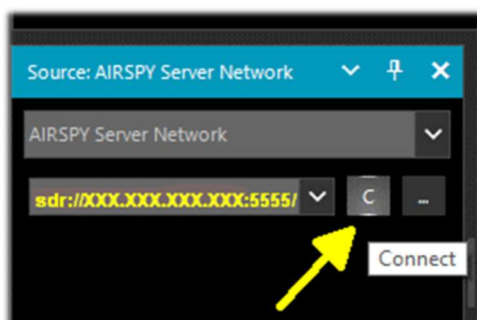 Source: AIRSPY Server Network
AIRSPY Server Network
sdr://XXX.XXX.XXX.XXX:5555/ C ...
Connect